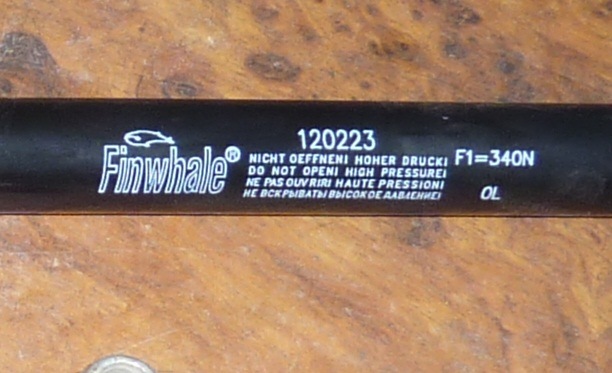 Finwhale®
120223
NICHT OEFFNEN! HOHER DRUCK!
DO NOT OPEN! HIGH PRESSURE!
NE PAS OUVRIR! HAUTE PRESSION!
НЕ ВСКРЫВАТЬ! ВЫСОКОЕ ДАВЛЕНИЕ!
F1=340N
OL